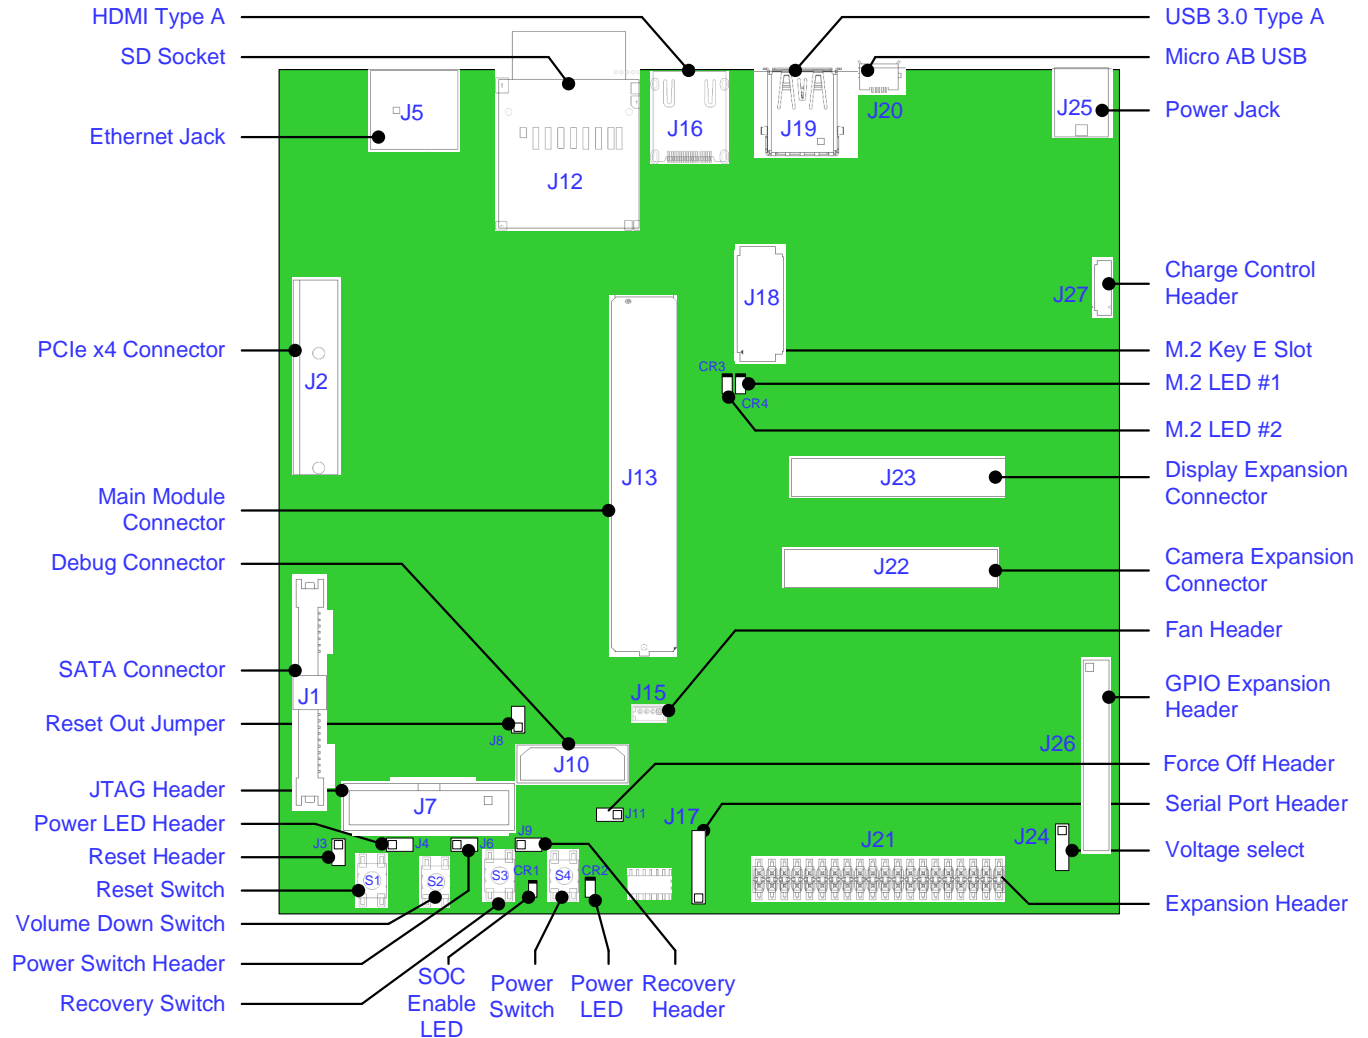 HDMI Type A
SD Socket
Ethernet Jack
PCIe x4 Connector
Main Module
Connector
Debug Connector
SATA Connector
Reset Out Jumper
JTAG Header
Power LED Header
Reset Header
Reset Switch
Volume Down Switch
Power Switch Header
Recovery Switch
SOC
Enable
LED
Power
Switch
Power
LED
Recovery
Header
USB 3.0 Type A
Micro AB USB
Power Jack
Charge Control
Header
M.2 Key E Slot
M.2 LED #1
M.2 LED #2
Display Expansion
Connector
Camera Expansion
Connector
Fan Header
GPIO Expansion
Header
Force Off Header
Serial Port Header
Voltage select
Expansion Header
J5
J12
J16
J19
J20
J25
J18
J27
J2
CR3
CR4
J13
J23
J22
J1
J15
J8
J10
J26
J7
J11
J17
J3
J4
J6
J9
J21
J24
S1
S2
S3
CR1
S4
CR2